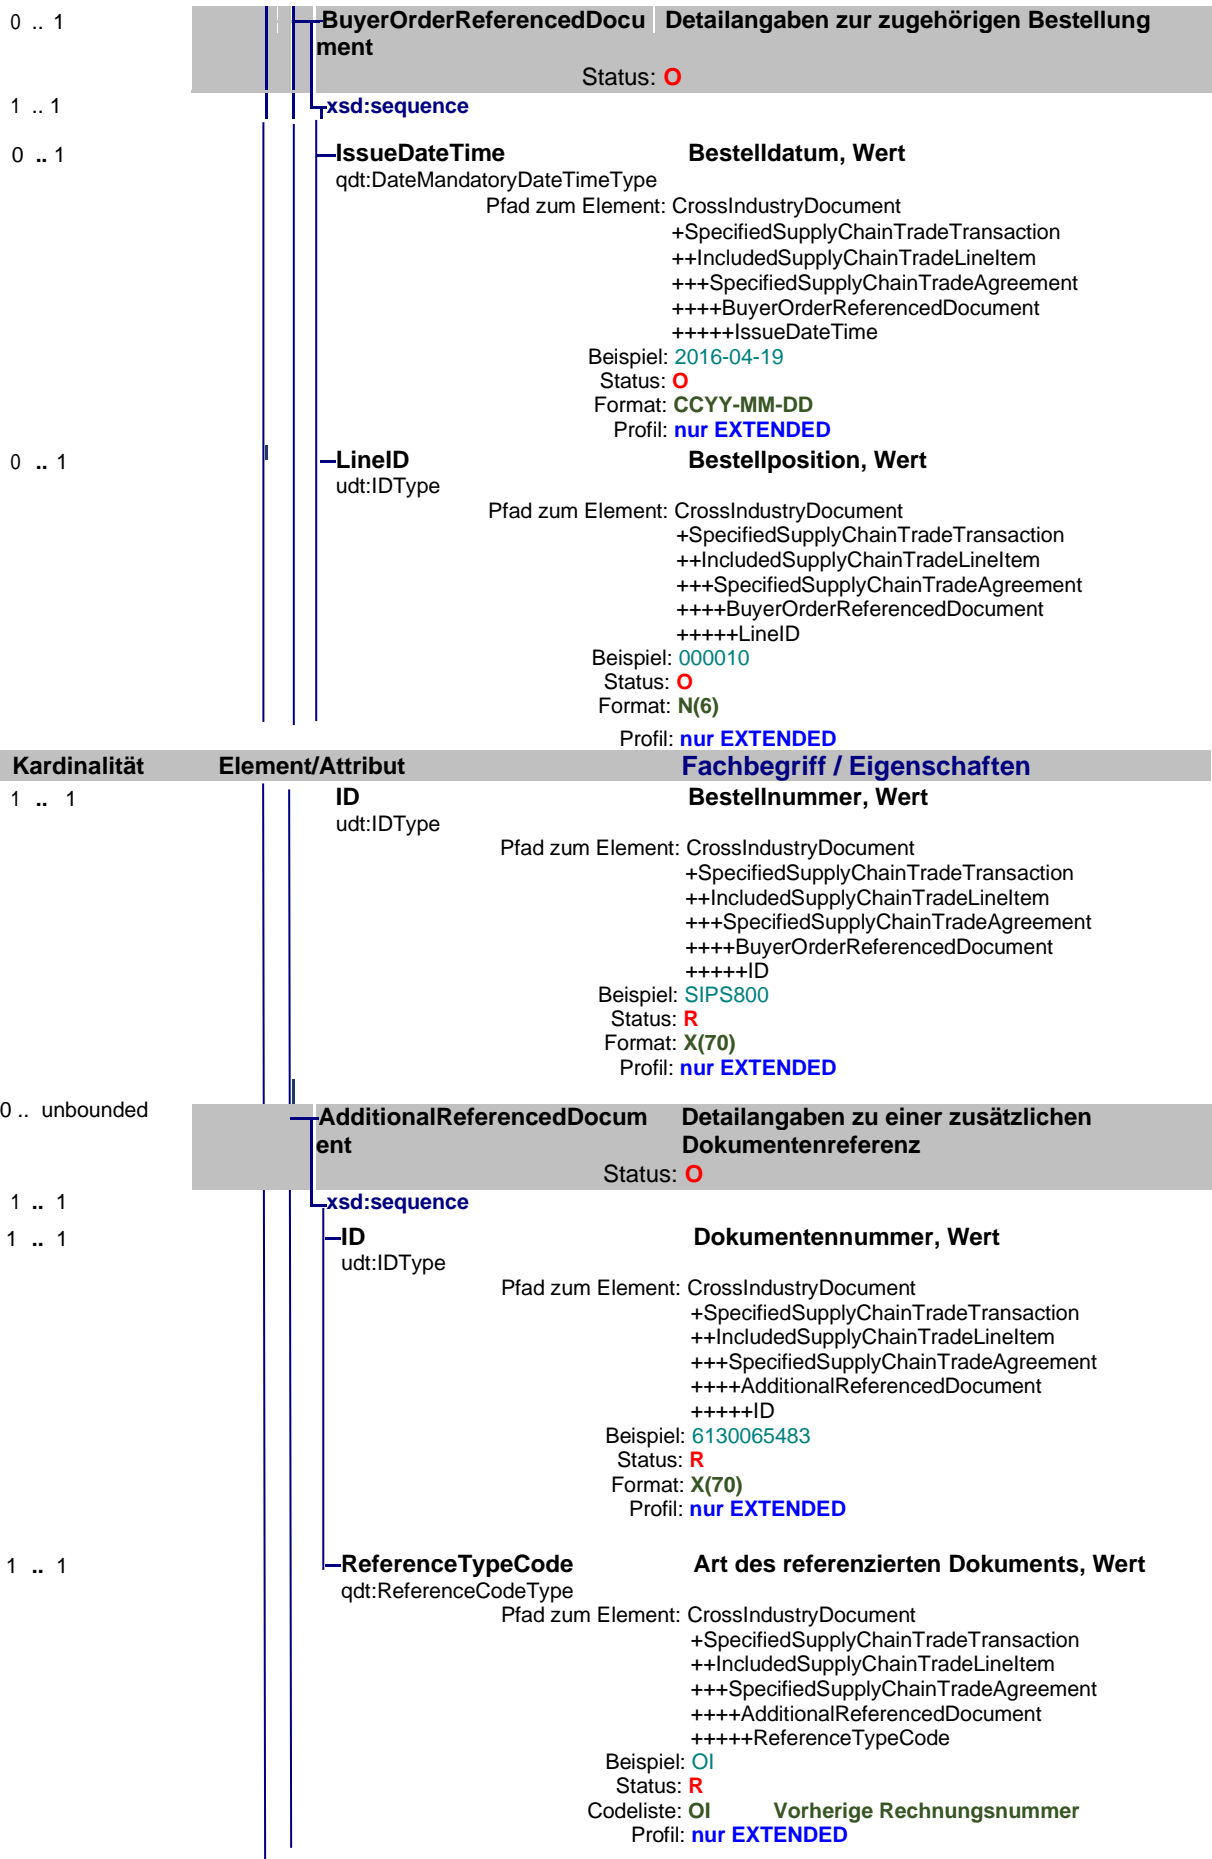 0 .. 1 BuyerOrderReferencedDocu Detailangaben zur zugehörigen Bestellung
ment
Status: O
1 .. 1 xsd:sequence
0 .. 1 IssueDateTime Bestelldatum, Wert
qdt:DateMandatoryDateTimeType
Pfad zum Element: CrossIndustryDocument
+SpecifiedSupplyChainTradeTransaction
++IncludedSupplyChainTradeLineItem
+++SpecifiedSupplyChainTradeAgreement
++++BuyerOrderReferencedDocument
+++++IssueDateTime
Beispiel: 2016-04-19
Status: O
Format: CCYY-MM-DD
Profil: nur EXTENDED
0 .. 1 LineID Bestellposition, Wert
udt:IDType
Pfad zum Element: CrossIndustryDocument
+SpecifiedSupplyChainTradeTransaction
++IncludedSupplyChainTradeLineItem
+++SpecifiedSupplyChainTradeAgreement
++++BuyerOrderReferencedDocument
+++++LineID
Beispiel: 000010
Status: O
Format: N(6)
Profil: nur EXTENDED
Kardinalität Element/Attribut Fachbegriff / Eigenschaften
1 .. 1 ID Bestellnummer, Wert
udt:IDType
Pfad zum Element: CrossIndustryDocument
+SpecifiedSupplyChainTradeTransaction
++IncludedSupplyChainTradeLineItem
+++SpecifiedSupplyChainTradeAgreement
++++BuyerOrderReferencedDocument
+++++ID
Beispiel: SIPS800
Status: R
Format: X(70)
Profil: nur EXTENDED
0 .. unbounded AdditionalReferencedDocum Detailangaben zu einer zusätzlichen
ent Dokumentenreferenz
Status: O
1 .. 1 xsd:sequence
1 .. 1 ID Dokumentennummer, Wert
udt:IDType
Pfad zum Element: CrossIndustryDocument
+SpecifiedSupplyChainTradeTransaction
++IncludedSupplyChainTradeLineItem
+++SpecifiedSupplyChainTradeAgreement
++++AdditionalReferencedDocument
+++++ID
Beispiel: 6130065483
Status: R
Format: X(70)
Profil: nur EXTENDED
1 .. 1 ReferenceTypeCode Art des referenzierten Dokuments, Wert
qdt:ReferenceCodeType
Pfad zum Element: CrossIndustryDocument
+SpecifiedSupplyChainTradeTransaction
++IncludedSupplyChainTradeLineItem
+++SpecifiedSupplyChainTradeAgreement
++++AdditionalReferencedDocument
+++++ReferenceTypeCode
Beispiel: OI
Status: R
Codeliste: OI Vorherige Rechnungsnummer
Profil: nur EXTENDED